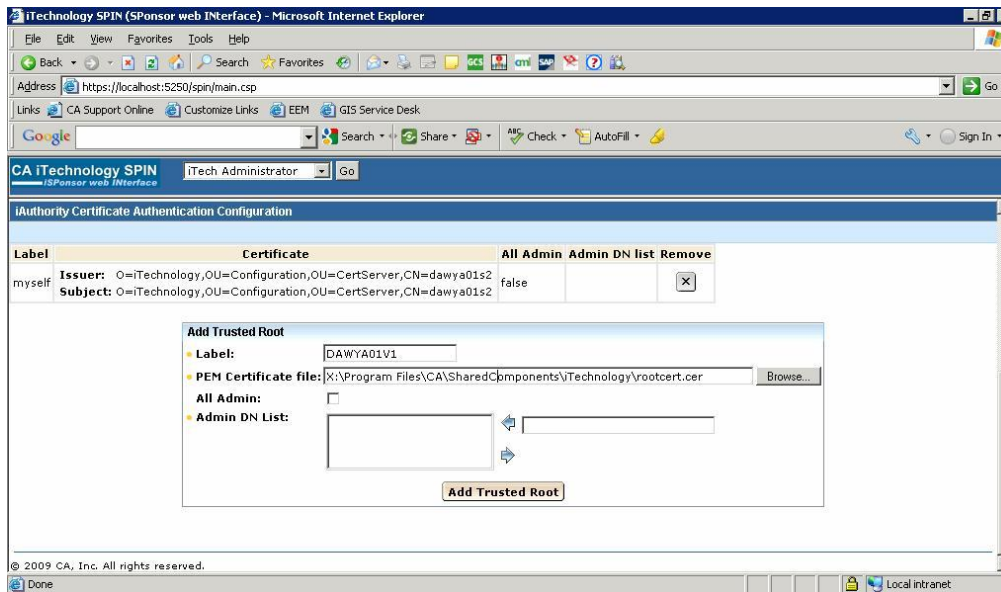 iTechnology SPIN (SPonsor web INterface) - Microsoft Internet Explorer
File Edit View Favorites Tools Help
Back Search Favorites GCS cmi SAP
Address https://localhost:5250/spin/main.csp Go
Links CA Support Online Customize Links EEM GIS Service Desk
Google Search Share Check AutoFill Sign In
CA iTechnology SPIN iTech Administrator Go
iSPonsor web INterface
iAuthority Certificate Authentication Configuration
Label Certificate All Admin Admin DN list Remove
myself Issuer: O=iTechnology,OU=Configuration,OU=CertServer,CN=dawya01s2 false
Subject: O=iTechnology,OU=Configuration,OU=CertServer,CN=dawya01s2
Add Trusted Root
Label: DAWYA01V1
PEM Certificate file: X:\Program Files\CA\SharedComponents\iTechnology\rootcert.cer Browse...
All Admin:
Admin DN List:
Add Trusted Root
© 2009 CA, Inc. All rights reserved.
Done Local intranet